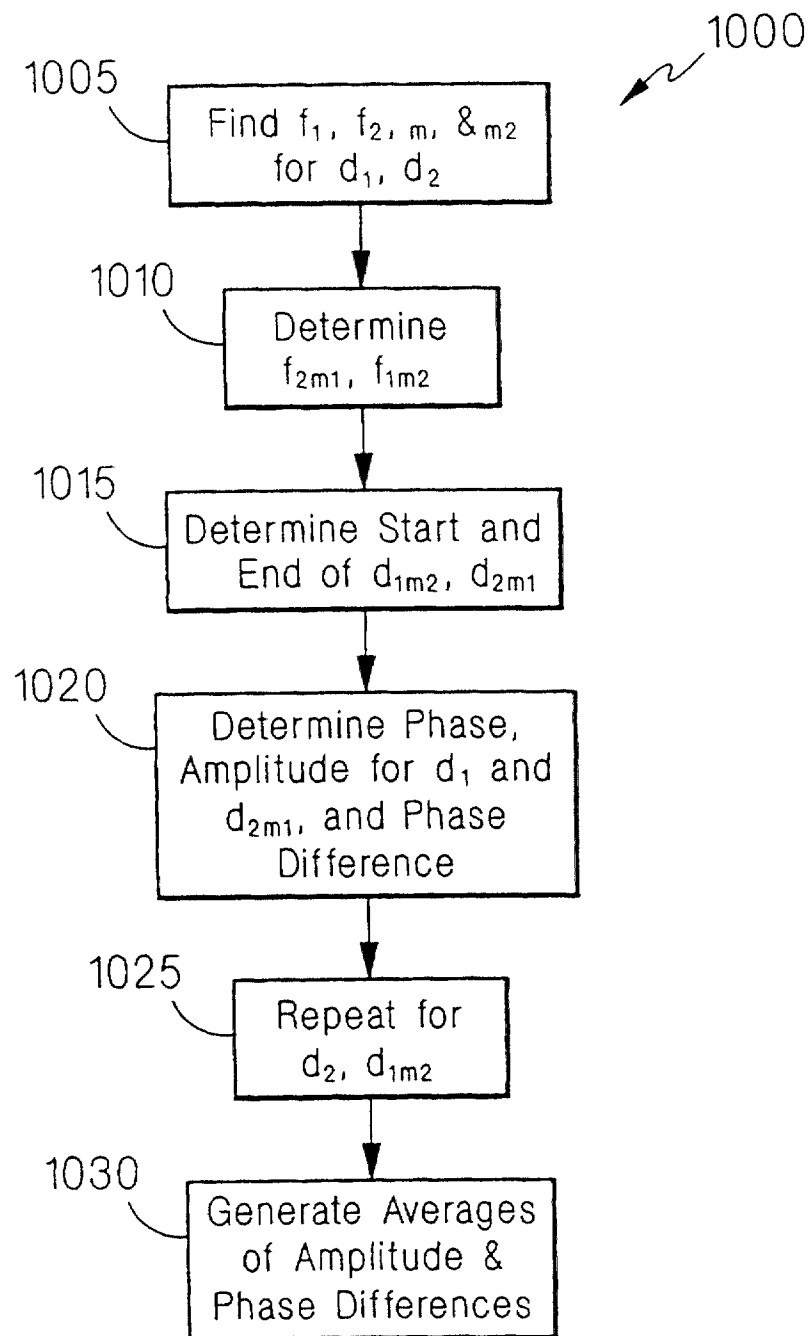 1000
1005
Find f₁, f₂, m, & m2
for d₁, d₂
1010
Determine
f2m1, f1m2
1015
Determine Start and
End of d1m2, d2m1
1020
Determine Phase,
Amplitude for d₁ and
d2m1, and Phase
Difference
1025
Repeat for
d₂, d1m2
1030
Generate Averages
of Amplitude &
Phase Differences